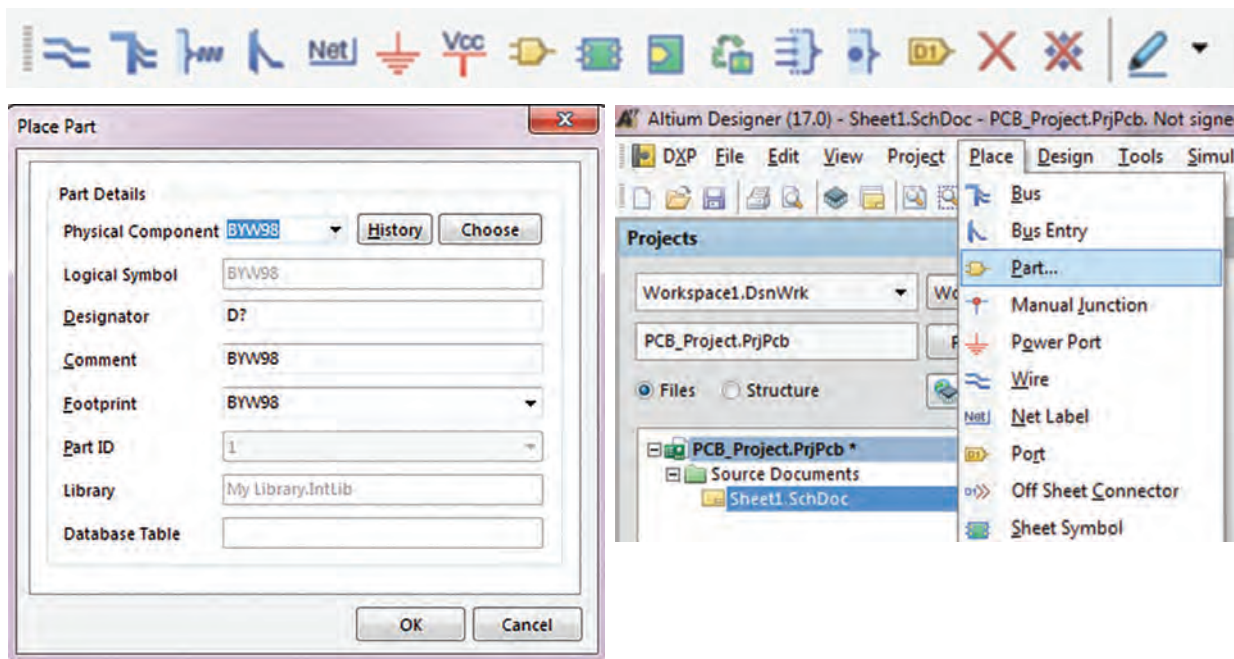 Net Vcc D1
Place Part
Part Details
Physical Component BYW98 History Choose
Logical Symbol BYW98
Designator D?
Comment BYW98
Footprint BYW98
Part ID 1
Library My Library.IntLib
Database Table
OK Cancel
Altium Designer (17.0) - Sheet1.SchDoc - PCB_Project.PrjPcb. Not signe
DXP File Edit View Project Place Design Tools Simul
Projects
Workspace1.DsnWrk Wo
PCB_Project.PrjPcb P
Files Structure
PCB_Project.PrjPcb *
Source Documents
Sheet1.SchDoc
Bus
Bus Entry
Part...
Manual Junction
Power Port
Wire
Net Net Label
D1 Port
Off Sheet Connector
Sheet Symbol